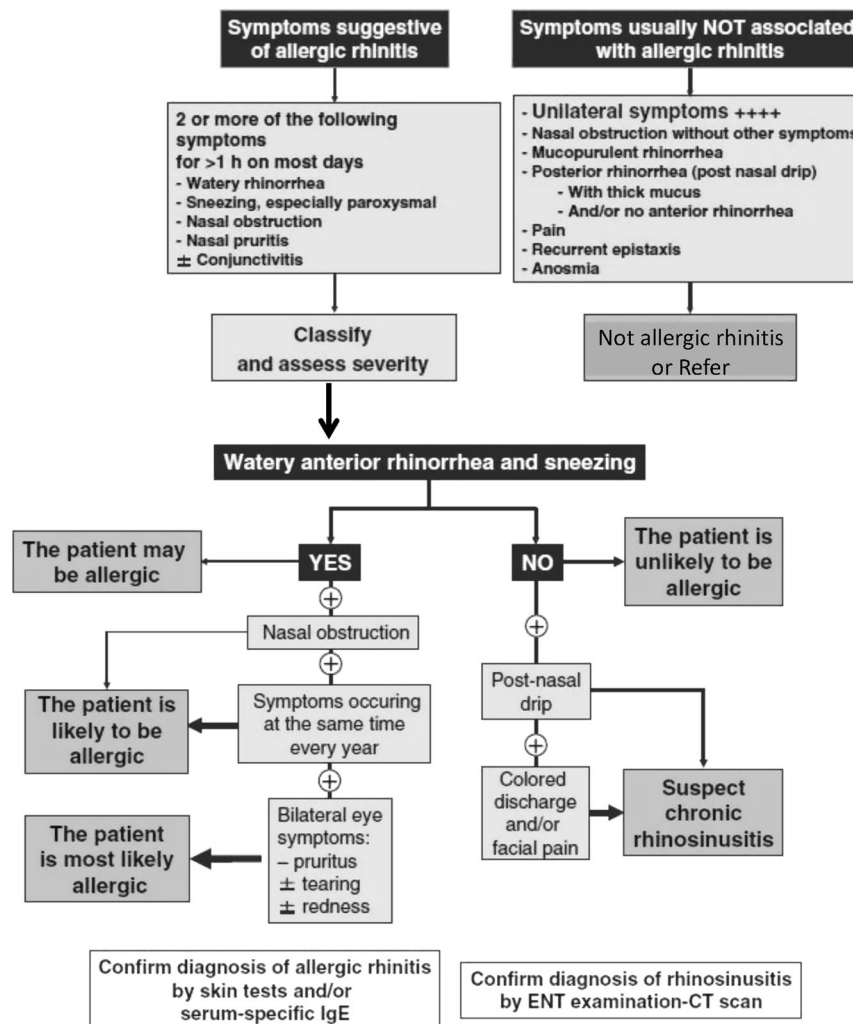 Symptoms suggestive
of allergic rhinitis
Symptoms usually NOT associated
with allergic rhinitis
2 or more of the following
symptoms
for >1 h on most days
- Watery rhinorrhea
- Sneezing, especially paroxysmal
- Nasal obstruction
- Nasal pruritis
± Conjunctivitis
- Unilateral symptoms ++++
- Nasal obstruction without other symptoms
- Mucopurulent rhinorrhea
- Posterior rhinorrhea (post nasal drip)
- With thick mucus
- And/or no anterior rhinorrhea
- Pain
- Recurrent epistaxis
- Anosmia
Classify
and assess severity
Not allergic rhinitis
or Refer
Watery anterior rhinorrhea and sneezing
The patient may
be allergic
YES
NO
The patient is
unlikely to be
allergic
+
Nasal obstruction
+
+
The patient is
likely to be
allergic
Symptoms occuring
at the same time
every year
Post-nasal
drip
+
+
The patient
is most likely
allergic
Bilateral eye
symptoms:
– pruritus
± tearing
± redness
Colored
discharge
and/or
facial pain
Suspect
chronic
rhinosinusitis
Confirm diagnosis of allergic rhinitis
by skin tests and/or
serum-specific IgE
Confirm diagnosis of rhinosinusitis
by ENT examination-CT scan